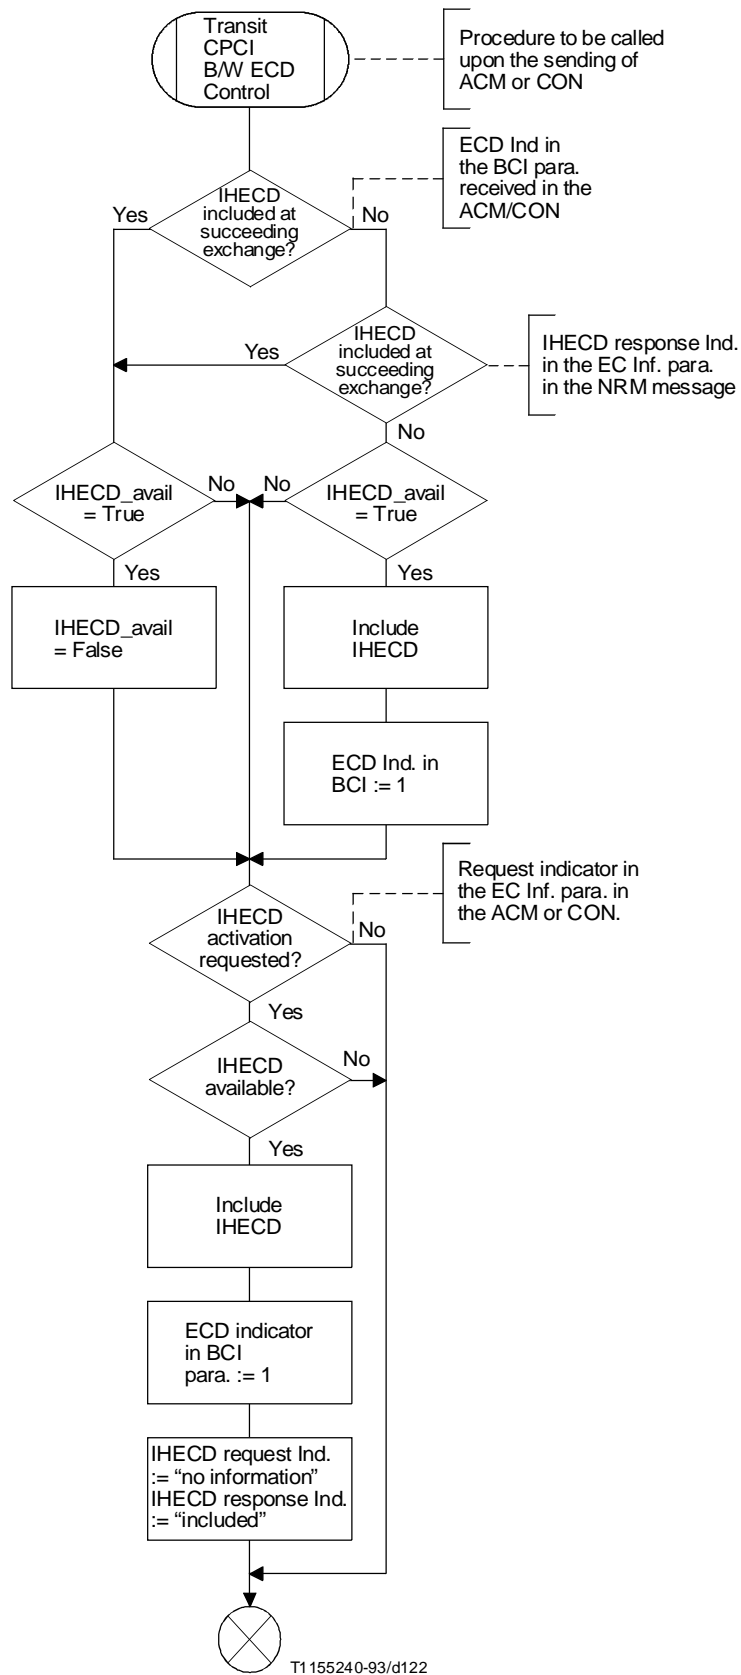 Transit
CPCI
B/W ECD
Control
Procedure to be called
upon the sending of
ACM or CON
ECD Ind in
the BCI para.
received in the
ACM/CON
IHECD
included at
succeeding
exchange?
Yes
No
IHECD
included at
succeeding
exchange?
Yes
IHECD response Ind.
in the EC Inf. para.
in the NRM message
No
IHECD_avail
= True
No
No
IHECD_avail
= True
Yes
Yes
IHECD_avail
= False
Include
IHECD
ECD Ind. in
BCI := 1
Request indicator in
the EC Inf. para. in
the ACM or CON.
IHECD
activation
requested?
No
Yes
IHECD
available?
No
Yes
Include
IHECD
ECD indicator
in BCI
para. := 1
IHECD request Ind.
:= “no information”
IHECD response Ind.
:= “included”
T1155240-93/d122